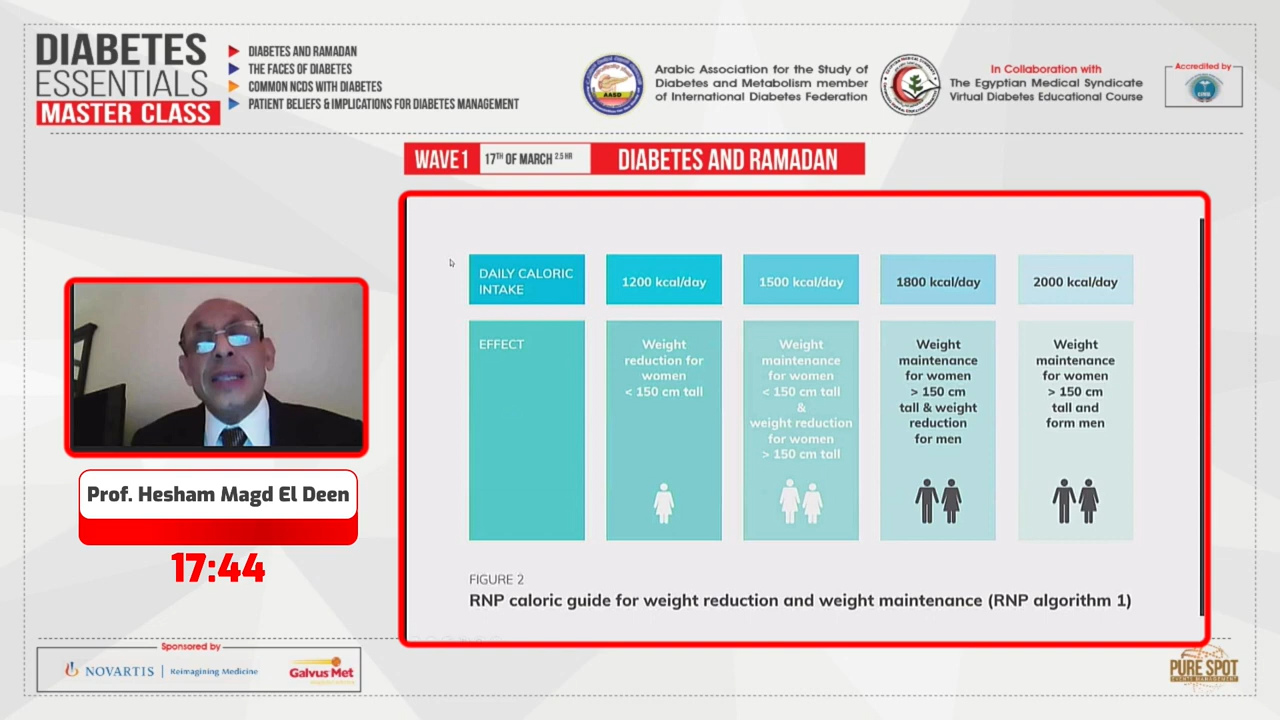 DIABETES
ESSENTIALS
MASTER CLASS
DIABETES AND RAMADAN
THE FACES OF DIABETES
COMMON NCDS WITH DIABETES
PATIENT BELIEFS & IMPLICATIONS FOR DIABETES MANAGEMENT
AASD
Arabic Association for the Study of
Diabetes and Metabolism member
of International Diabetes Federation
In Collaboration with
The Egyptian Medical Syndicate
Virtual Diabetes Educational Course
Accredited by
WAVE1 17TH OF MARCH 2.5 HR DIABETES AND RAMADAN
DAILY CALORIC
INTAKE
1200 kcal/day
1500 kcal/day
1800 kcal/day
2000 kcal/day
EFFECT
Weight
reduction for
women
< 150 cm tall
Weight
maintenance
for women
< 150 cm tall
&
weight reduction
for women
> 150 cm tall
Weight
maintenance
for women
> 150 cm
tall & weight
reduction
for men
Weight
maintenance
for women
> 150 cm
tall and
form men
FIGURE 2
RNP caloric guide for weight reduction and weight maintenance (RNP algorithm 1)
Prof. Hesham Magd El Deen
17:44
Sponsored by
NOVARTIS | Reimagining Medicine
Galvus Met
PURE SPOT
EVENTS MANAGEMENT